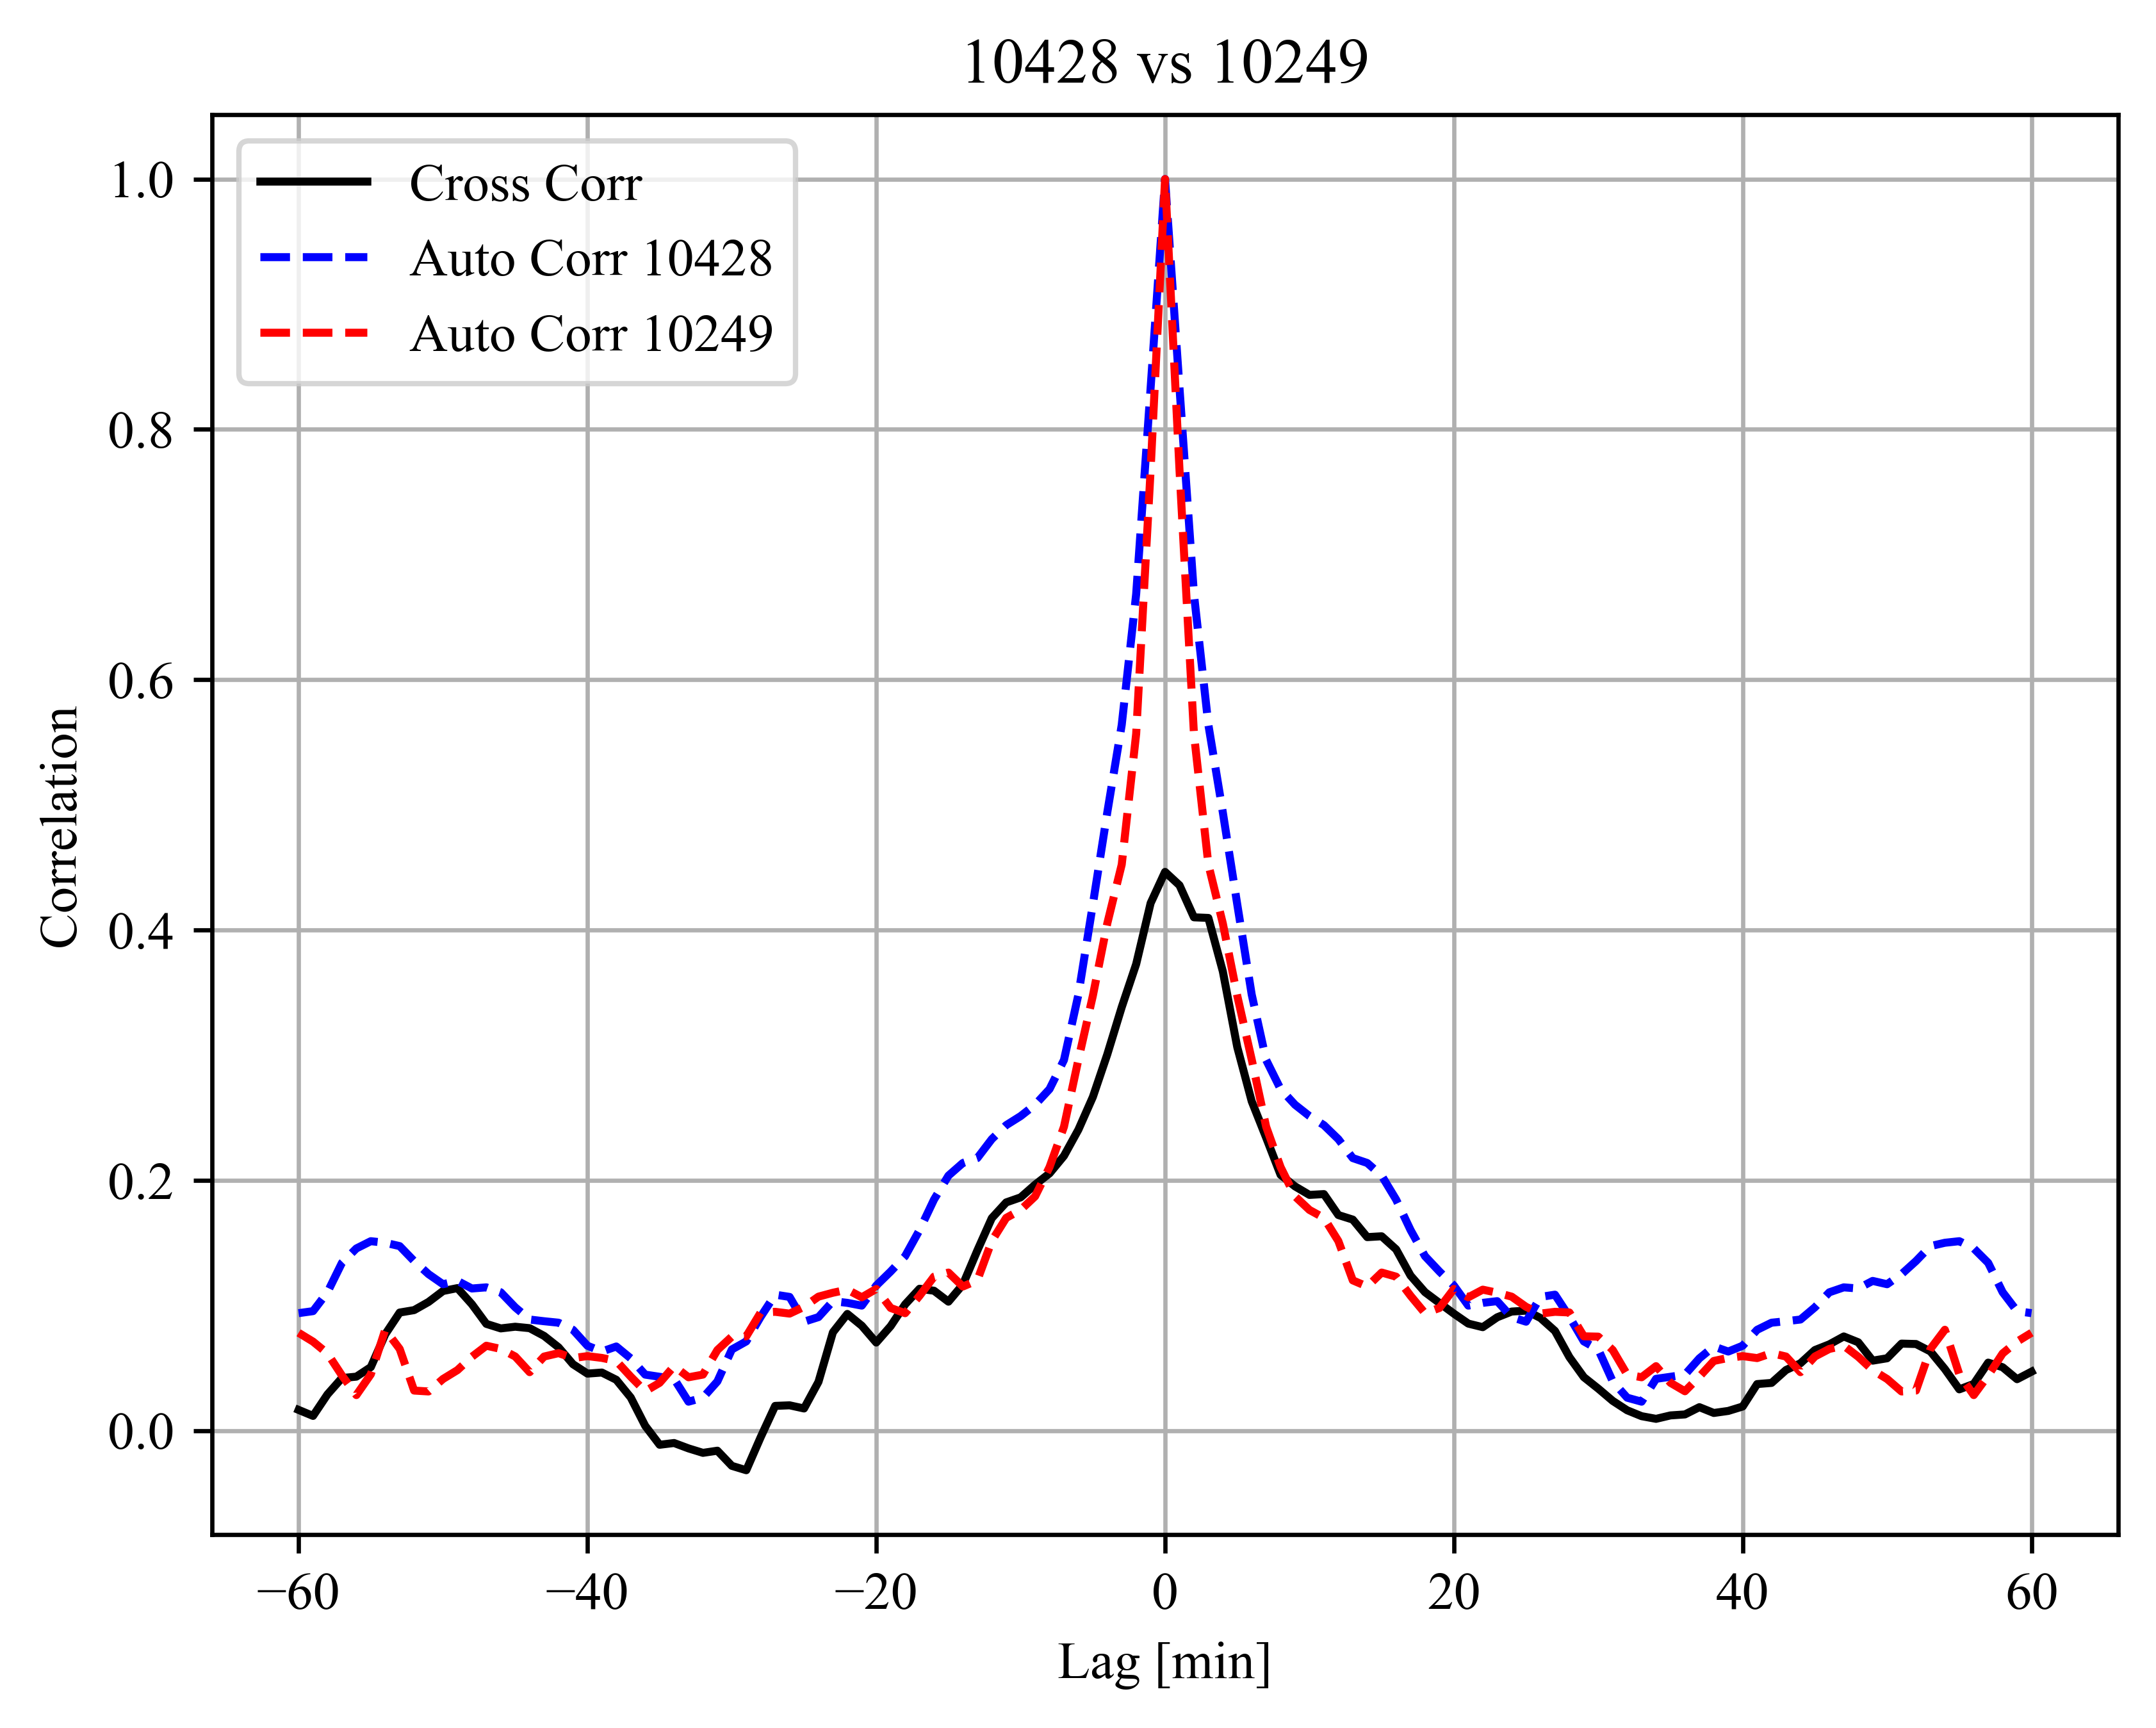 10428 vs 10249
Cross Corr
Auto Corr 10428
Auto Corr 10249
1.0
0.8
0.6
0.4
0.2
0.0
Correlation
−60 −40 −20 0 20 40 60
Lag [min]